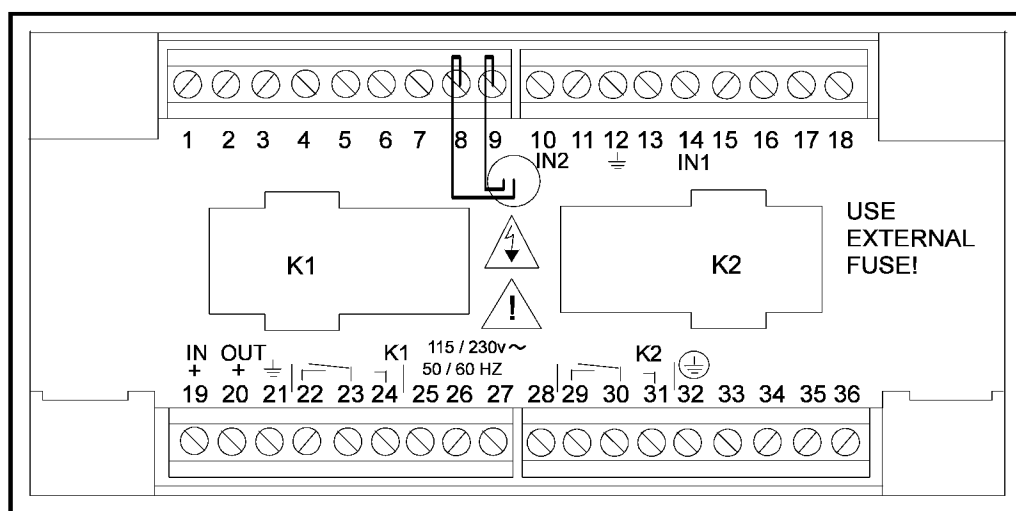 1 2 3 4 5 6 7 8 9 10 11 12 13 14 15 16 17 18
IN2 IN1
USE
EXTERNAL
FUSE!
K1 K2
!
IN OUT K1 115 / 230v ~ K2
+ + 50 / 60 HZ
19 20 21 22 23 24 25 26 27 28 29 30 31 32 33 34 35 36